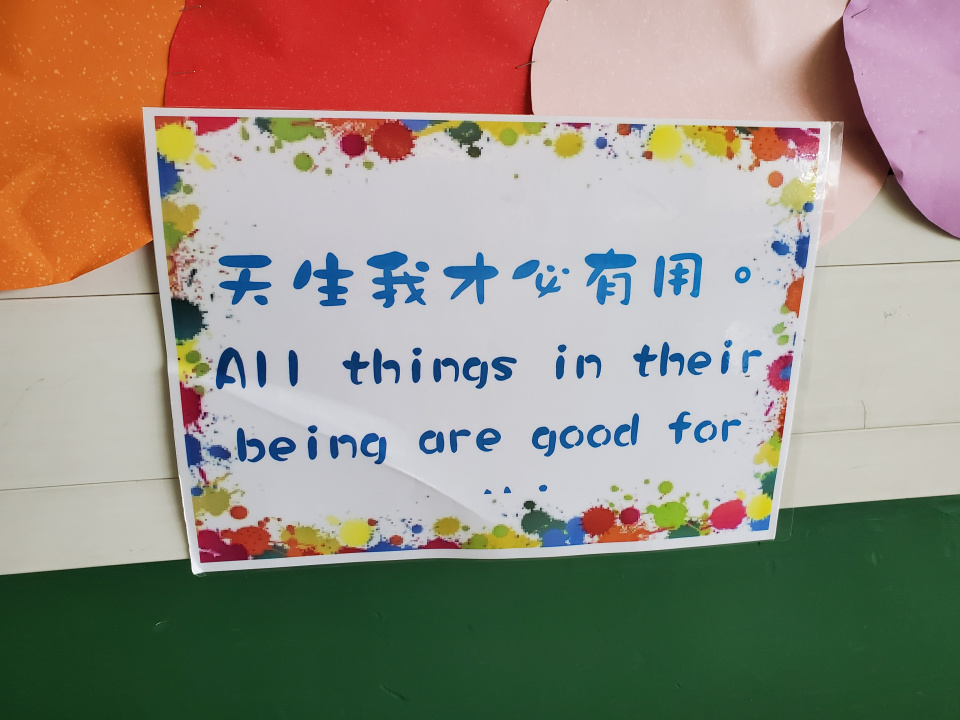 天生我才必有用。
All things in their
being are good for